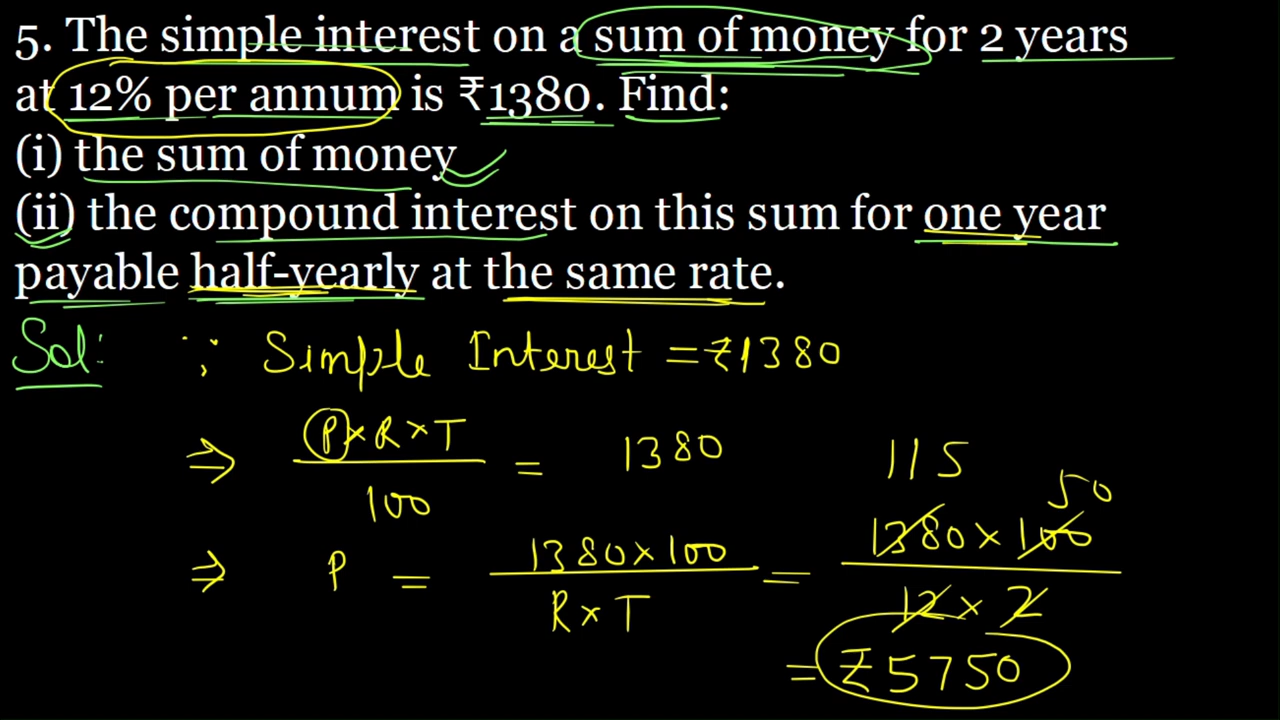 5. The simple interest on a sum of money for 2 years
at 12% per annum is ₹1380. Find:
(i) the sum of money
(ii) the compound interest on this sum for one year
payable half-yearly at the same rate.
Sol: ∵ Simple Interest = ₹1380
⇒ P×R×T / 100 = 1380
⇒ P = 1380×100 / R×T = 1380×100 / 12×2
115 50
= ₹5750